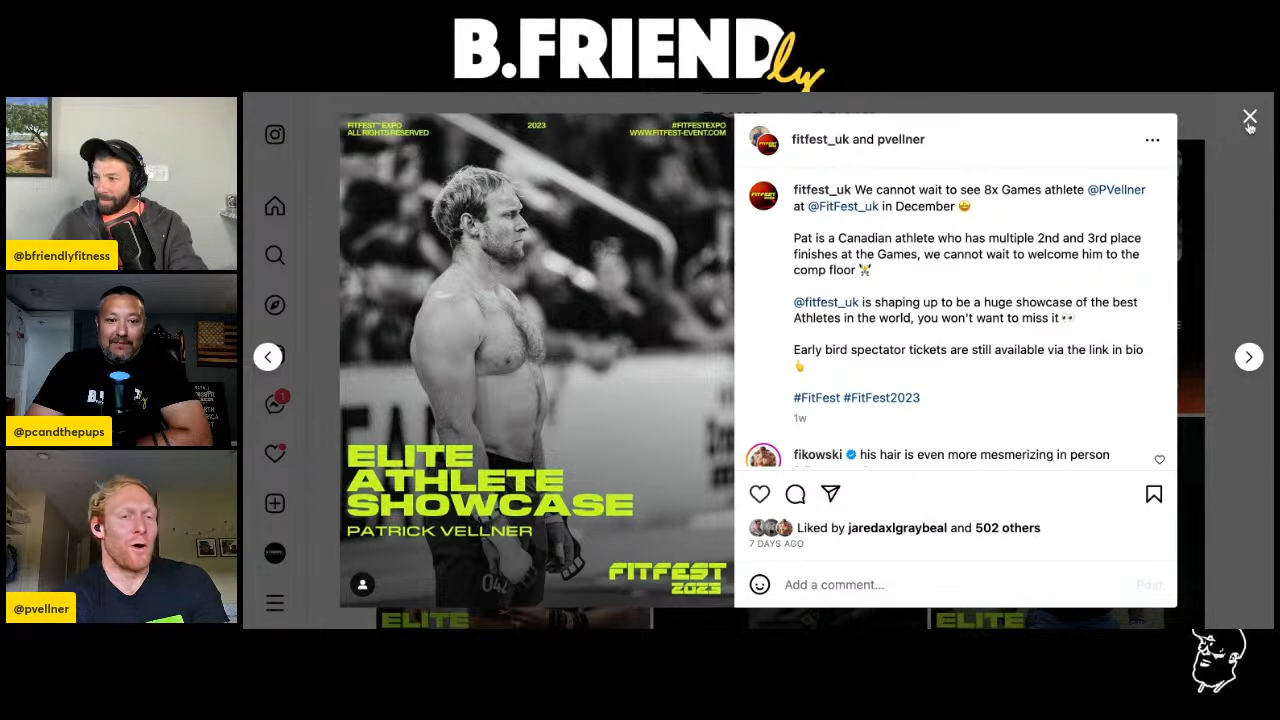 B.FRIENDly
@bfriendlyfitness
@pcandthepups
@pvellner
FITFEST™ EXPO
ALL RIGHTS RESERVED
2023
#FITFESTEXPO
WWW.FITFEST-EVENT.COM
ELITE
ATHLETE
SHOWCASE
PATRICK VELLNER
FITFEST
2023
1
fitfest_uk and pvellner
fitfest_uk We cannot wait to see 8x Games athlete @PVellner
at @FitFest_uk in December 🤩
Pat is a Canadian athlete who has multiple 2nd and 3rd place
finishes at the Games, we cannot wait to welcome him to the
comp floor 🏋️
@fitfest_uk is shaping up to be a huge showcase of the best
Athletes in the world, you won't want to miss it 👀
Early bird spectator tickets are still available via the link in bio
👆
#FitFest #FitFest2023
1w
fikowski his hair is even more mesmerizing in person
Liked by jaredaxlgraybeal and 502 others
7 DAYS AGO
Add a comment...
Post
ELITE
ELITE